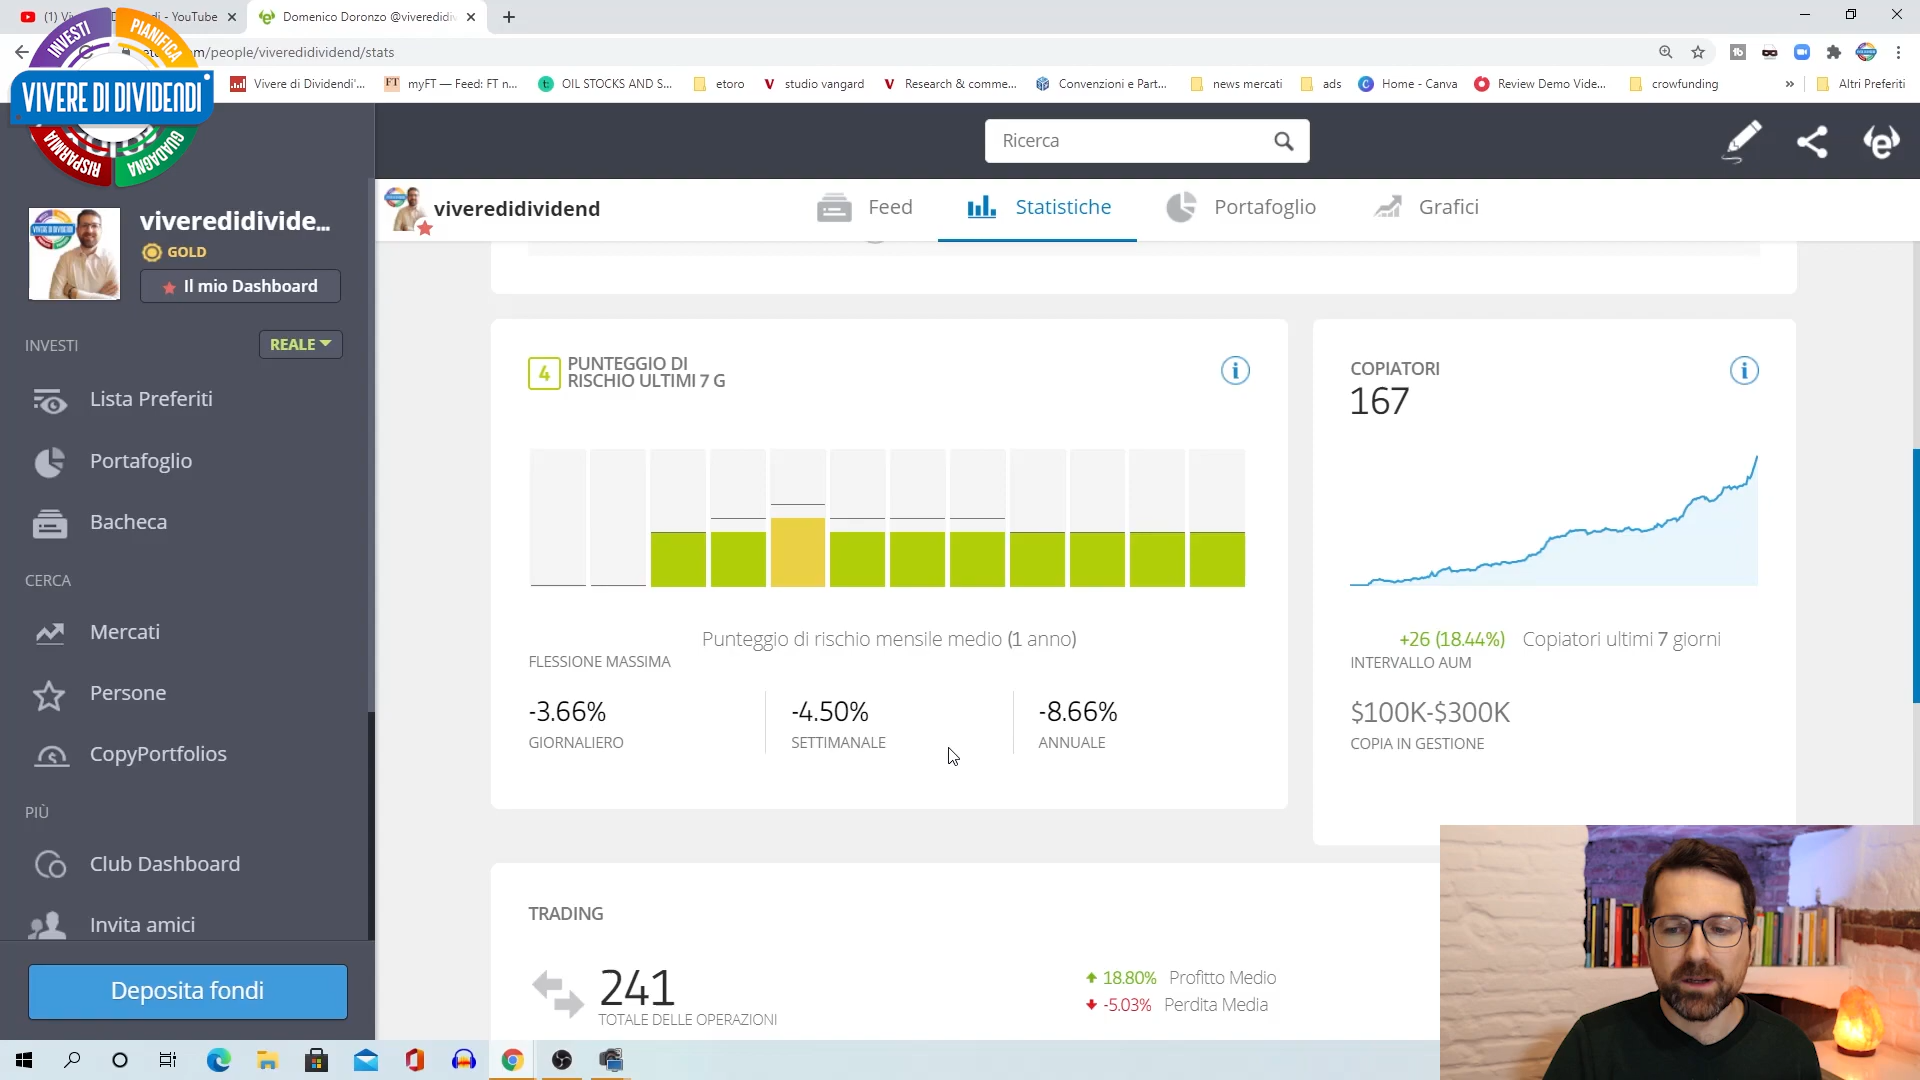 Domenico Doronzo @viveredidiv
- YouTube
/people/viveredidividend/stats
INVESTI
PIANIFICA
VIVERE DI DIVIDENDI
RISPARMIA
GUADAGNA
Vivere di Dividendi'...
FT
myFT — Feed: FT n...
OIL STOCKS AND S...
etoro
studio vangard
Research & comme...
Convenzioni e Part...
news mercati
ads
Home - Canva
Review Demo Vide...
crowfunding
»
Altri Preferiti
Ricerca
viveredidivide...
GOLD
Il mio Dashboard
INVESTI
REALE
Lista Preferiti
Portafoglio
Bacheca
CERCA
Mercati
Persone
CopyPortfolios
PIÙ
Club Dashboard
Invita amici
Deposita fondi
viveredidividend
Feed
Statistiche
Portafoglio
Grafici
4
PUNTEGGIO DI
RISCHIO ULTIMI 7 G
Punteggio di rischio mensile medio (1 anno)
FLESSIONE MASSIMA
-3.66%
GIORNALIERO
-4.50%
SETTIMANALE
-8.66%
ANNUALE
COPIATORI
167
+26 (18.44%) Copiatori ultimi 7 giorni
INTERVALLO AUM
$100K-$300K
COPIA IN GESTIONE
TRADING
241
TOTALE DELLE OPERAZIONI
18.80% Profitto Medio
-5.03% Perdita Media